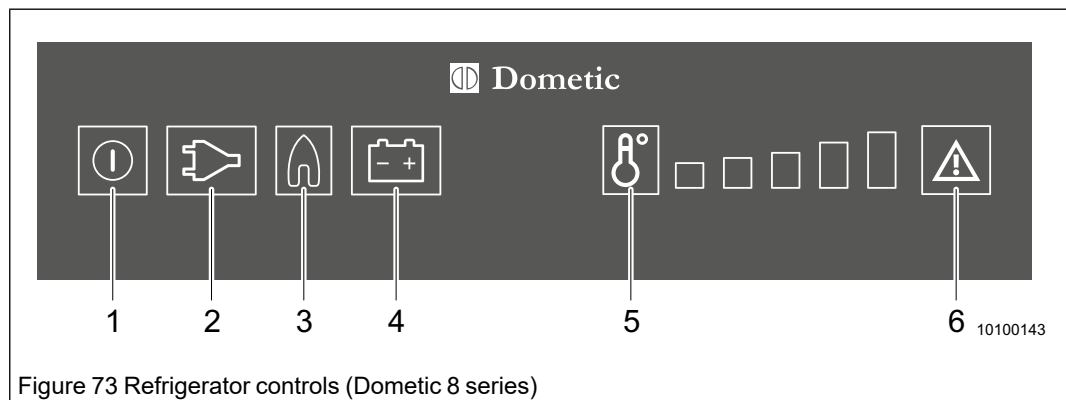 Dometic
1 2 3 4 5 6 10100143
Figure 73 Refrigerator controls (Dometic 8 series)